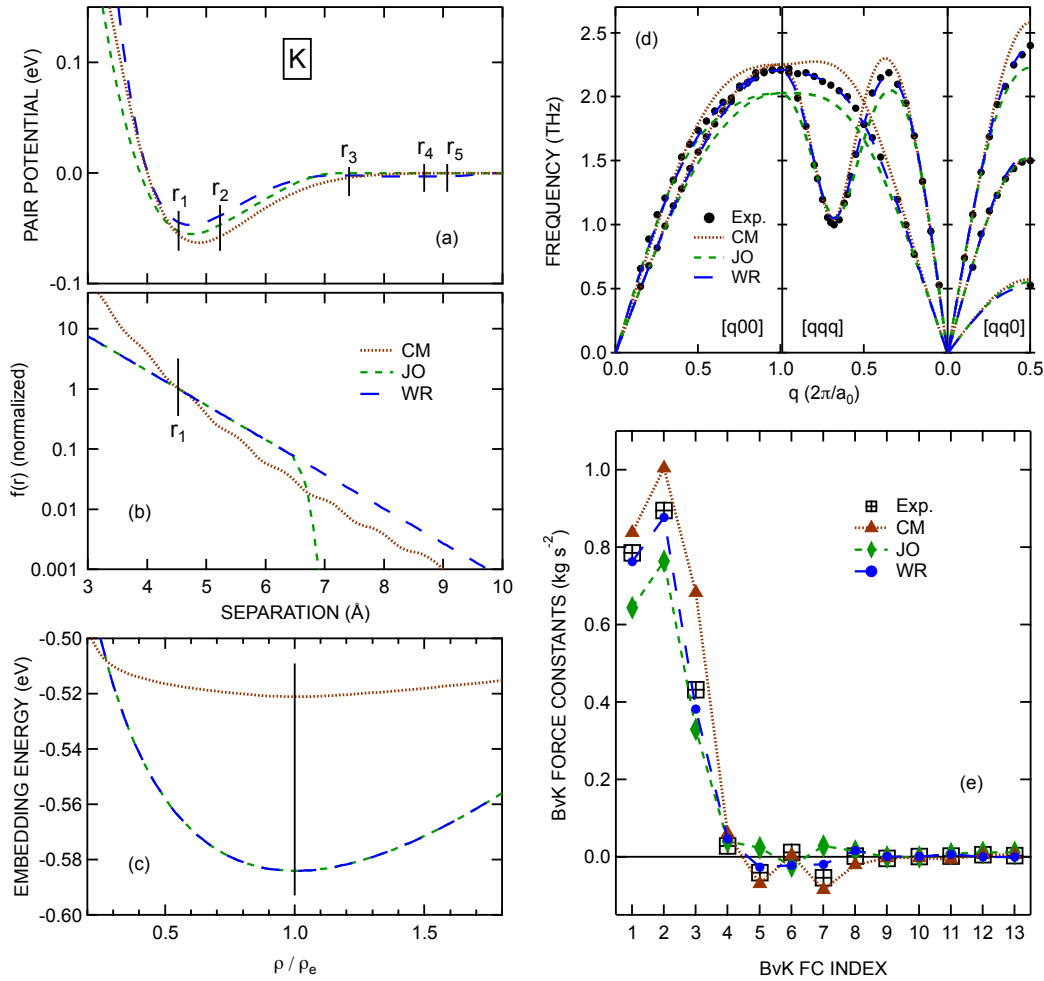 K
PAIR POTENTIAL (eV)
0.1
0.0
-0.1
r1
r2
r3
r4
r5
(a)
f(r) (normalized)
10
1
0.1
0.01
0.001
r1
CM
JO
WR
(b)
3 4 5 6 7 8 9 10
SEPARATION (Å)
EMBEDDING ENERGY (eV)
-0.50
-0.52
-0.54
-0.56
-0.58
-0.60
(c)
0.5 1.0 1.5
ρ / ρe
(d)
FREQUENCY (THz)
2.5
2.0
1.5
1.0
0.5
0.0
Exp.
CM
JO
WR
[q00] [qqq] [qq0]
0.0 0.5 1.0 0.5 0.0 0.5
q (2π/a0)
BvK FORCE CONSTANTS (kg s-2)
1.0
0.8
0.6
0.4
0.2
0.0
Exp.
CM
JO
WR
(e)
1 2 3 4 5 6 7 8 9 10 11 12 13
BvK FC INDEX